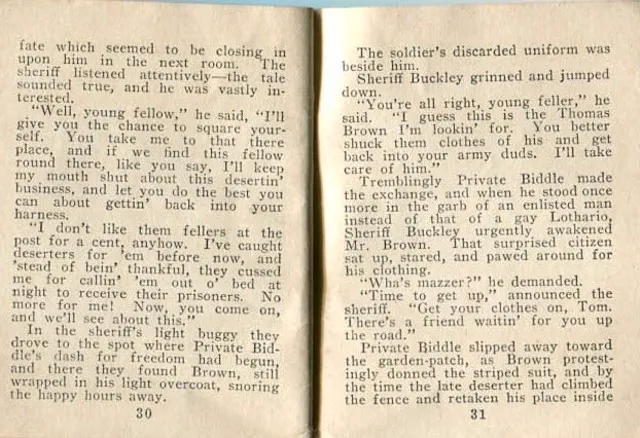 fate which seemed to be closing in
upon him in the next room. The
sheriff listened attentively—the tale
sounded true, and he was vastly in-
terested.
"Well, young fellow," he said, "I'll
give you the chance to square your-
self. You take me to that there
place, and if we find this fellow
round there, like you say, I'll keep
my mouth shut about this desertin'
business, and let you do the best you
can about gettin' back into your
harness.
"I don't like them fellers at the
post for a cent, anyhow. I've caught
deserters for 'em before now, and
'stead of bein' thankful, they cussed
me for callin' 'em out o' bed at
night to receive their prisoners. No
more for me! Now, you come on,
and we'll see about this."
In the sheriff's light buggy they
drove to the spot where Private Bid-
dle's dash for freedom had begun,
and there they found Brown, still
wrapped in his light overcoat, snoring
the happy hours away.
30
The soldier's discarded uniform was
beside him.
Sheriff Buckley grinned and jumped
down.
"You're all right, young feller," he
said. "I guess this is the Thomas
Brown I'm lookin' for. You better
shuck them clothes of his and get
back into your army duds. I'll take
care of him."
Tremblingly Private Biddle made
the exchange, and when he stood once
more in the garb of an enlisted man
instead of that of a gay Lothario,
Sheriff Buckley urgently awakened
Mr. Brown. That surprised citizen
sat up, stared, and pawed around for
his clothing.
"Wha's mazzer?" he demanded.
"Time to get up," announced the
sheriff. "Get your clothes on, Tom.
There's a friend waitin' for you up
the road."
Private Biddle slipped away toward
the garden-patch, as Brown protest-
ingly donned the striped suit, and by
the time the late deserter had climbed
the fence and retaken his place inside
31